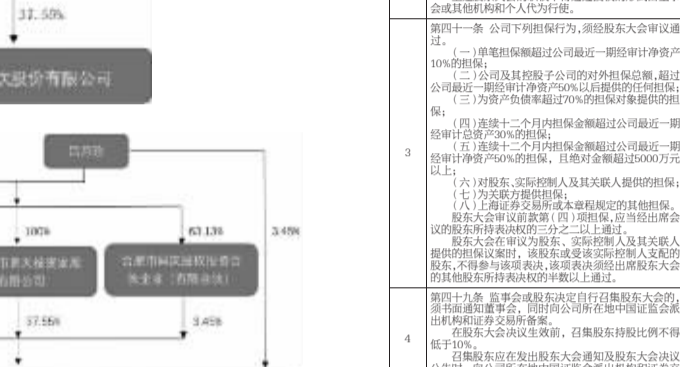 37.55%
次股份有限公司
100%
63.13%
3.45%
有限公司
37.55%
3.45%
会或其他机构和个人代为行使。
3
第四十一条 公司下列担保行为,须经股东大会审议通
过。
(一)单笔担保额超过公司最近一期经审计净资产
10%的担保;
(二)公司及其控股子公司的对外担保总额,超过
公司最近一期经审计净资产50%以后提供的任何担保;
(三)为资产负债率超过70%的担保对象提供的担
保;
(四)连续十二个月内担保金额超过公司最近一期
经审计总资产30%的担保;
(五)连续十二个月内担保金额超过公司最近一期
经审计净资产50%的担保，且绝对金额超过5000万元
以上;
(六)对股东、实际控制人及其关联人提供的担保;
(七)为关联方提供担保;
(八)上海证券交易所或本章程规定的其他担保。
股东大会审议前款第(四)项担保,应当经出席会
议的股东所持表决权的三分之二以上通过。
股东大会在审议为股东、实际控制人及其关联人
提供的担保议案时，该股东或受该实际控制人支配的
股东,不得参与该项表决,该项表决须经出席股东大会
的其他股东所持表决权的半数以上通过。
4
第四十九条 监事会或股东决定自行召集股东大会的,
须书面通知董事会，同时向公司所在地中国证监会派
出机构和证券交易所备案。
在股东大会决议生效前，召集股东持股比例不得
低于10%。
召集股东应在发出股东大会通知及股东大会决议
公告时，向公司所在地中国证监会派出机构和证券交